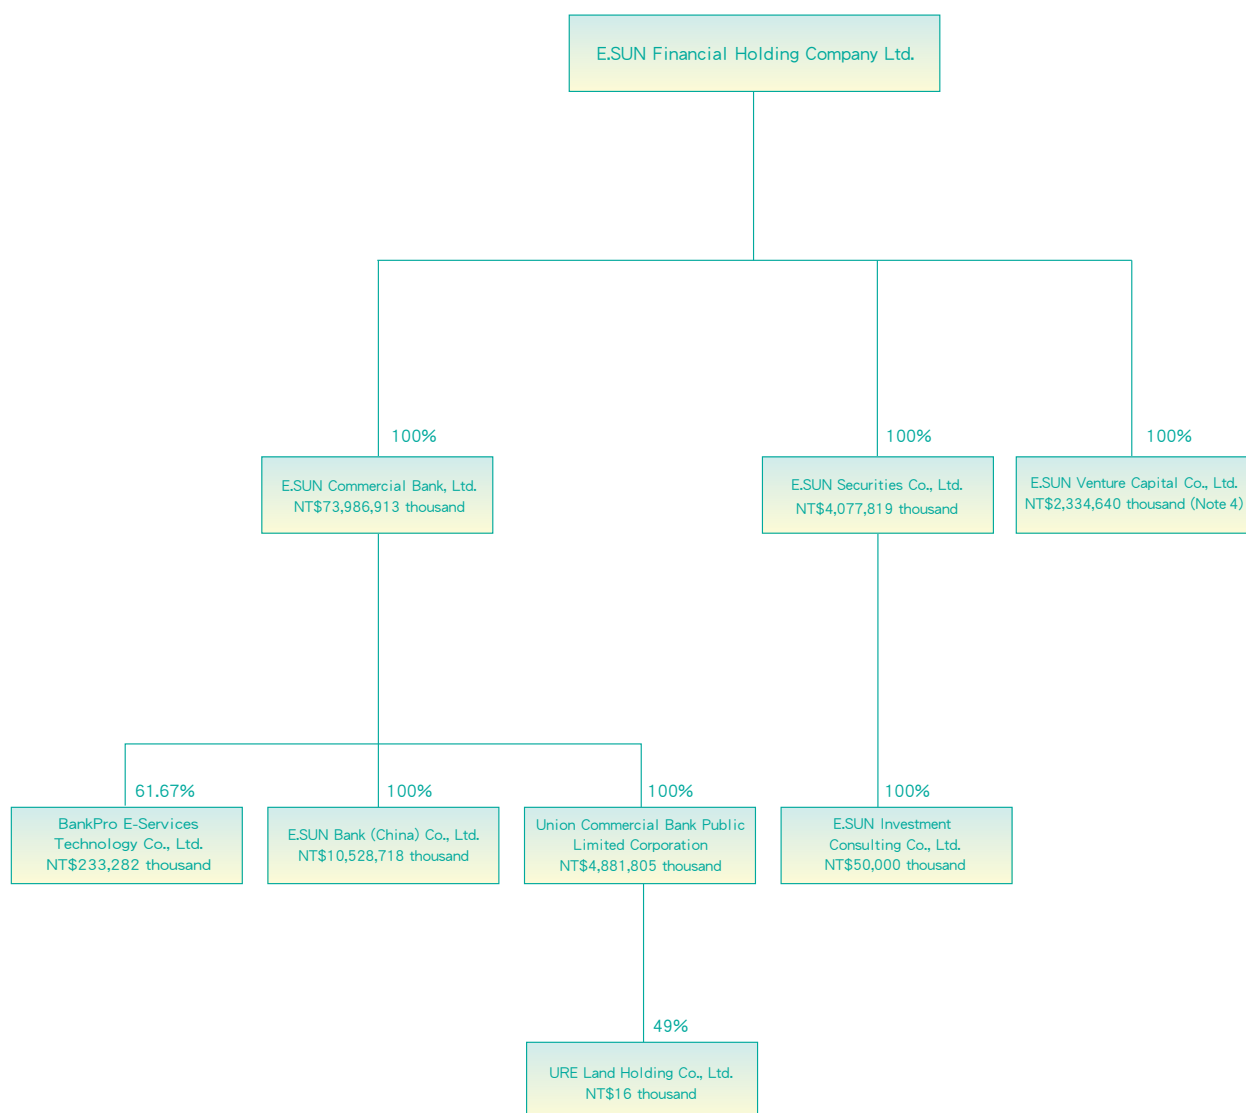 E.SUN Financial Holding Company Ltd.
100%
100%
100%
E.SUN Commercial Bank, Ltd.
NT$73,986,913 thousand
E.SUN Securities Co., Ltd.
NT$4,077,819 thousand
E.SUN Venture Capital Co., Ltd.
NT$2,334,640 thousand (Note 4)
61.67%
100%
100%
100%
BankPro E-Services
Technology Co., Ltd.
NT$233,282 thousand
E.SUN Bank (China) Co., Ltd.
NT$10,528,718 thousand
Union Commercial Bank Public
Limited Corporation
NT$4,881,805 thousand
E.SUN Investment
Consulting Co., Ltd.
NT$50,000 thousand
49%
URE Land Holding Co., Ltd.
NT$16 thousand